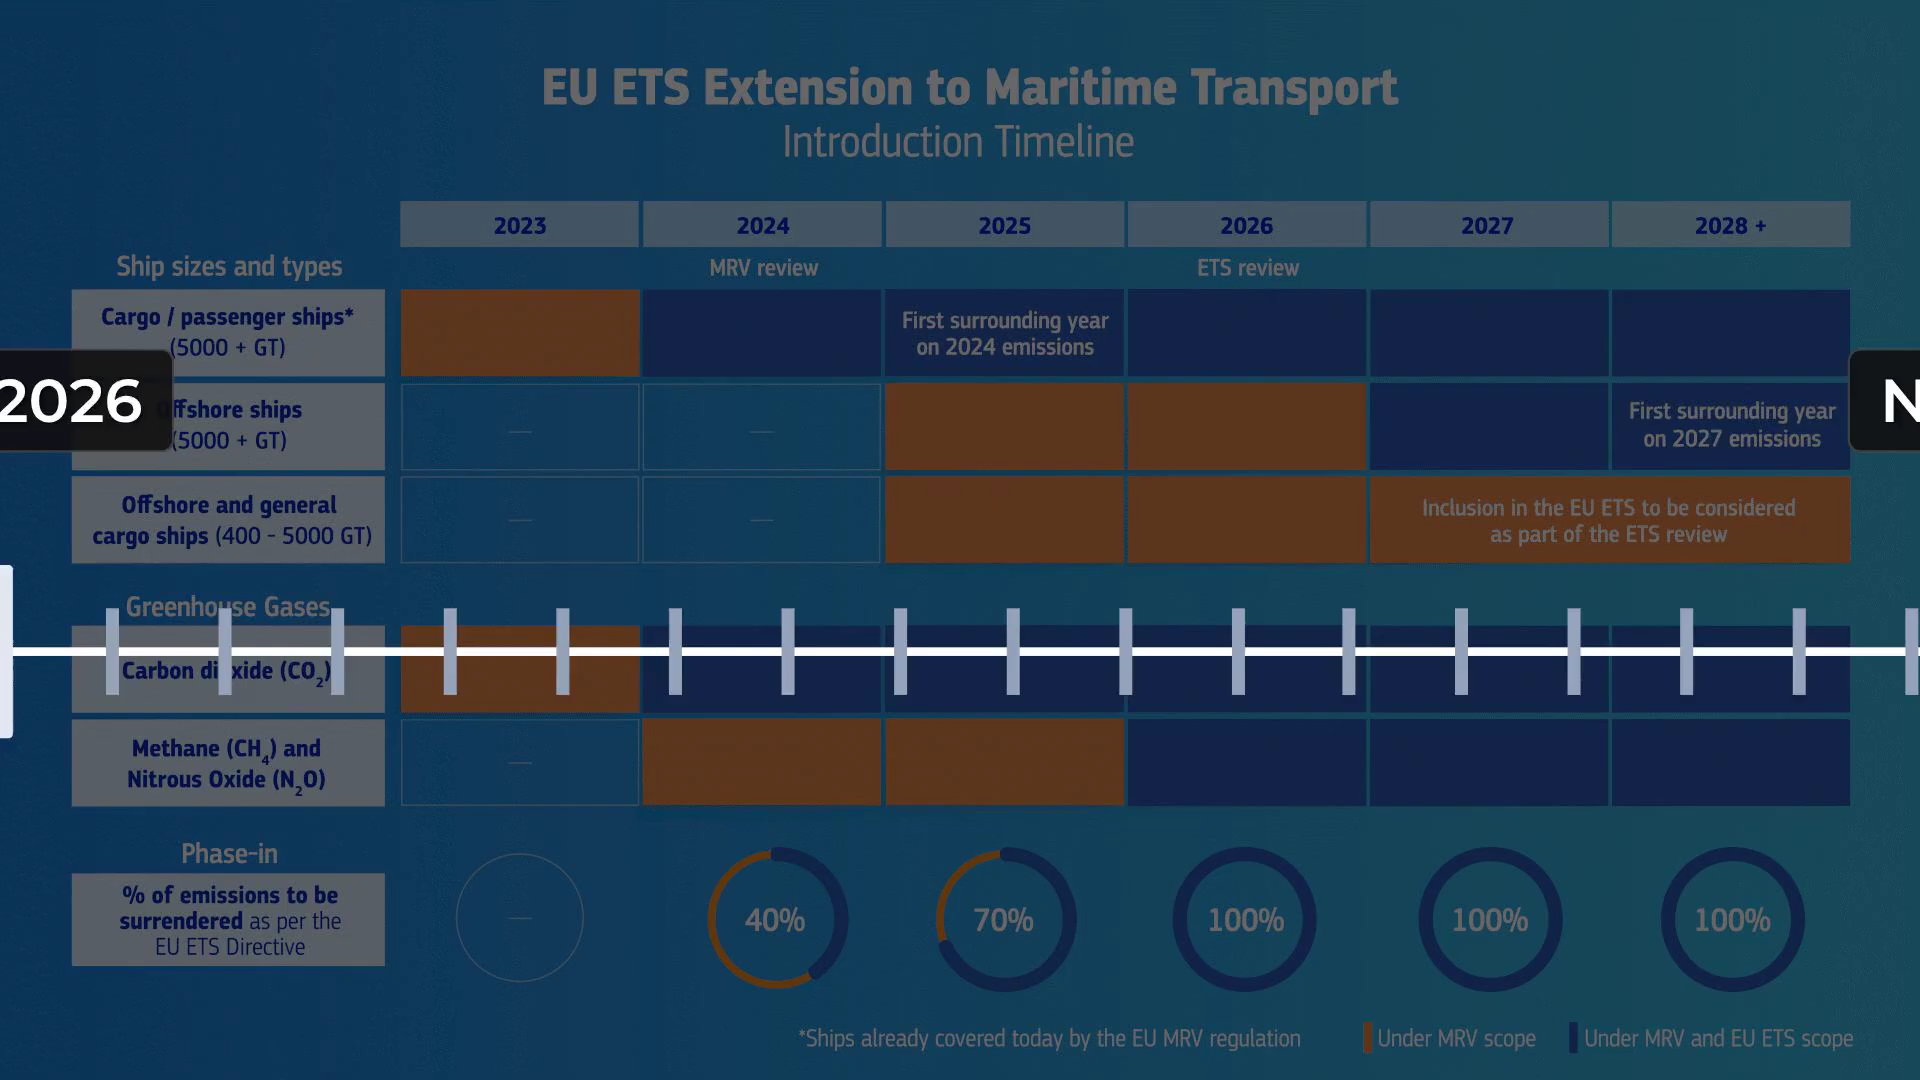 EU ETS Extension to Maritime Transport
Introduction Timeline
2023 2024 2025 2026 2027 2028 +
Ship sizes and types
MRV review
ETS review
Cargo / passenger ships*
(5000 + GT)
First surrounding year
on 2024 emissions
2026
N
ffshore ships
(5000 + GT)
—
—
First surrounding year
on 2027 emissions
Offshore and general
cargo ships (400 - 5000 GT)
—
—
Inclusion in the EU ETS to be considered
as part of the ETS review
Greenhouse Gases
Carbon dioxide (CO2)
Methane (CH4) and
Nitrous Oxide (N2O)
—
Phase-in
% of emissions to be
surrendered as per the
EU ETS Directive
—
40%
70%
100%
100%
100%
*Ships already covered today by the EU MRV regulation
Under MRV scope
Under MRV and EU ETS scope